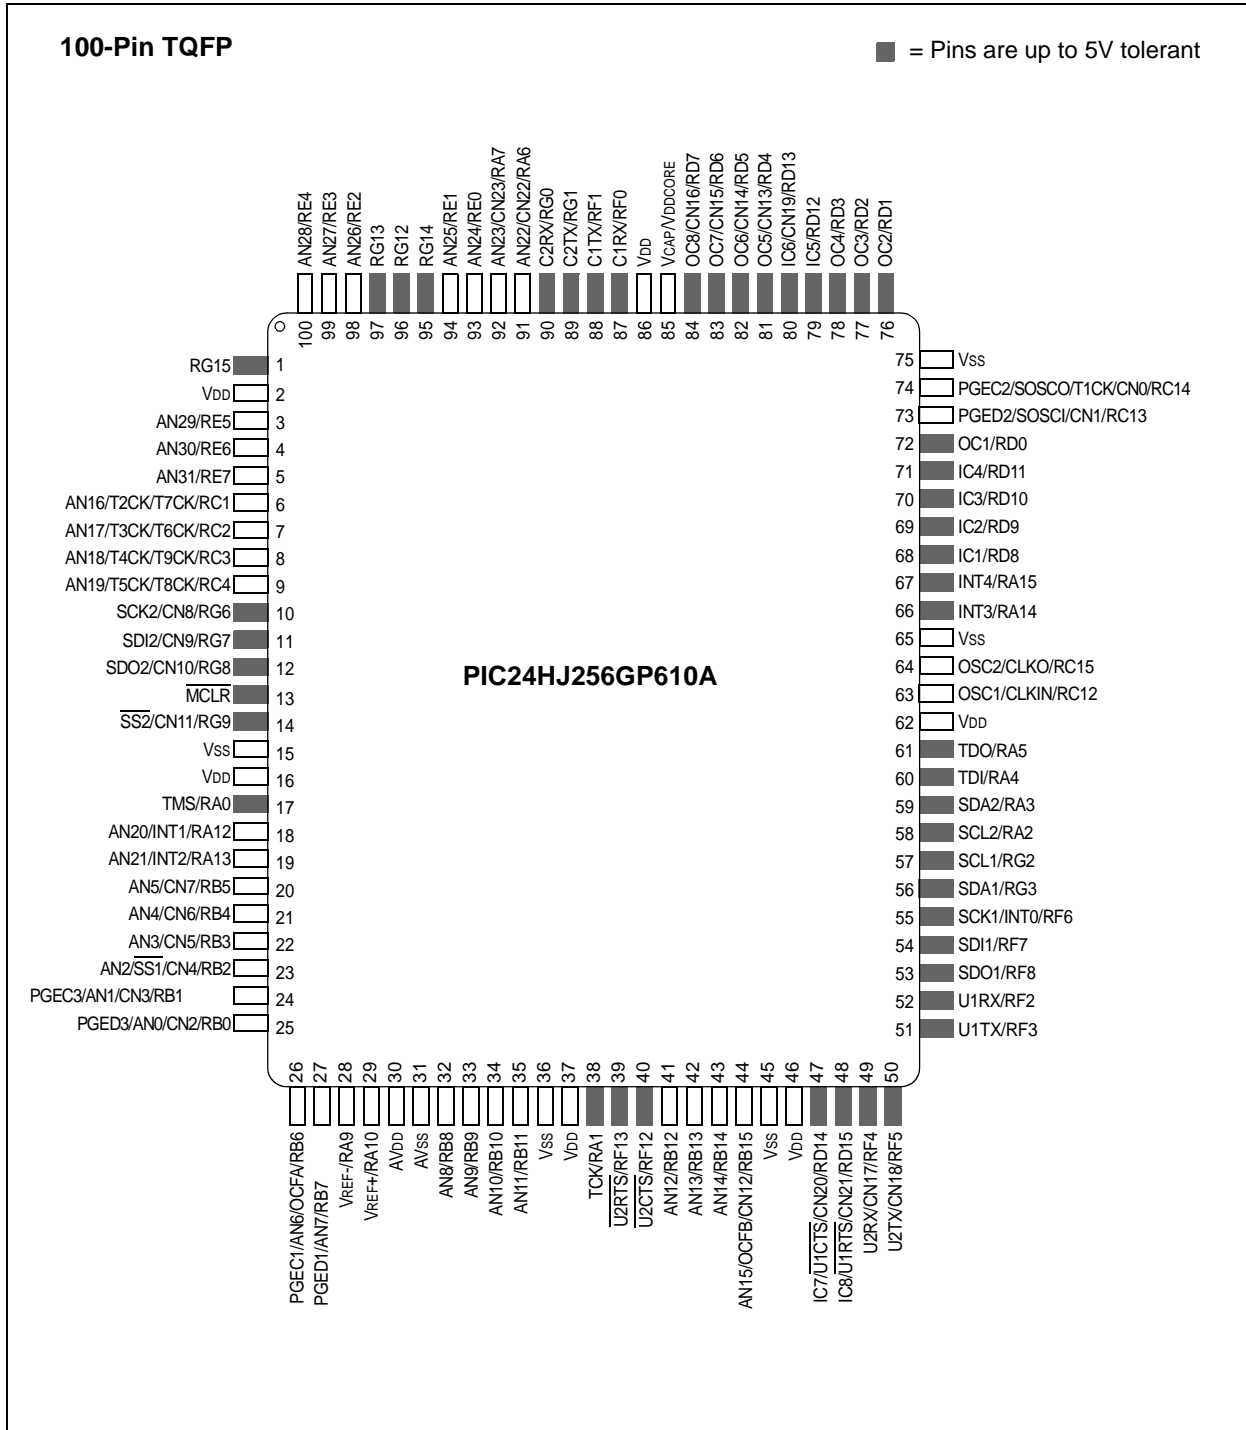 100-Pin TQFP
= Pins are up to 5V tolerant
AN28/RE4
AN27/RE3
AN26/RE2
RG13
RG12
RG14
AN25/RE1
AN24/RE0
AN23/CN23/RA7
AN22/CN22/RA6
C2RX/RG0
C2TX/RG1
C1TX/RF1
C1RX/RF0
VDD
VCAP/VDDCORE
OC8/CN16/RD7
OC7/CN15/RD6
OC6/CN14/RD5
OC5/CN13/RD4
IC6/CN19/RD13
IC5/RD12
OC4/RD3
OC3/RD2
OC2/RD1
100 99 98 97 96 95 94 93 92 91 90 89 88 87 86 85 84 83 82 81 80 79 78 77 76
RG15 1
VDD 2
AN29/RE5 3
AN30/RE6 4
AN31/RE7 5
AN16/T2CK/T7CK/RC1 6
AN17/T3CK/T6CK/RC2 7
AN18/T4CK/T9CK/RC3 8
AN19/T5CK/T8CK/RC4 9
SCK2/CN8/RG6 10
SDI2/CN9/RG7 11
SDO2/CN10/RG8 12
MCLR 13
SS2/CN11/RG9 14
VSS 15
VDD 16
TMS/RA0 17
AN20/INT1/RA12 18
AN21/INT2/RA13 19
AN5/CN7/RB5 20
AN4/CN6/RB4 21
AN3/CN5/RB3 22
AN2/SS1/CN4/RB2 23
PGEC3/AN1/CN3/RB1 24
PGED3/AN0/CN2/RB0 25
PIC24HJ256GP610A
75 VSS
74 PGEC2/SOSCO/T1CK/CN0/RC14
73 PGED2/SOSCI/CN1/RC13
72 OC1/RD0
71 IC4/RD11
70 IC3/RD10
69 IC2/RD9
68 IC1/RD8
67 INT4/RA15
66 INT3/RA14
65 VSS
64 OSC2/CLKO/RC15
63 OSC1/CLKIN/RC12
62 VDD
61 TDO/RA5
60 TDI/RA4
59 SDA2/RA3
58 SCL2/RA2
57 SCL1/RG2
56 SDA1/RG3
55 SCK1/INT0/RF6
54 SDI1/RF7
53 SDO1/RF8
52 U1RX/RF2
51 U1TX/RF3
26 27 28 29 30 31 32 33 34 35 36 37 38 39 40 41 42 43 44 45 46 47 48 49 50
PGEC1/AN6/OCFA/RB6
PGED1/AN7/RB7
VREF-/RA9
VREF+/RA10
AVDD
AVSS
AN8/RB8
AN9/RB9
AN10/RB10
AN11/RB11
VSS
VDD
TCK/RA1
U2RTS/RF13
U2CTS/RF12
AN12/RB12
AN13/RB13
AN14/RB14
AN15/OCFB/CN12/RB15
VSS
VDD
IC7/U1CTS/CN20/RD14
IC8/U1RTS/CN21/RD15
U2RX/CN17/RF4
U2TX/CN18/RF5